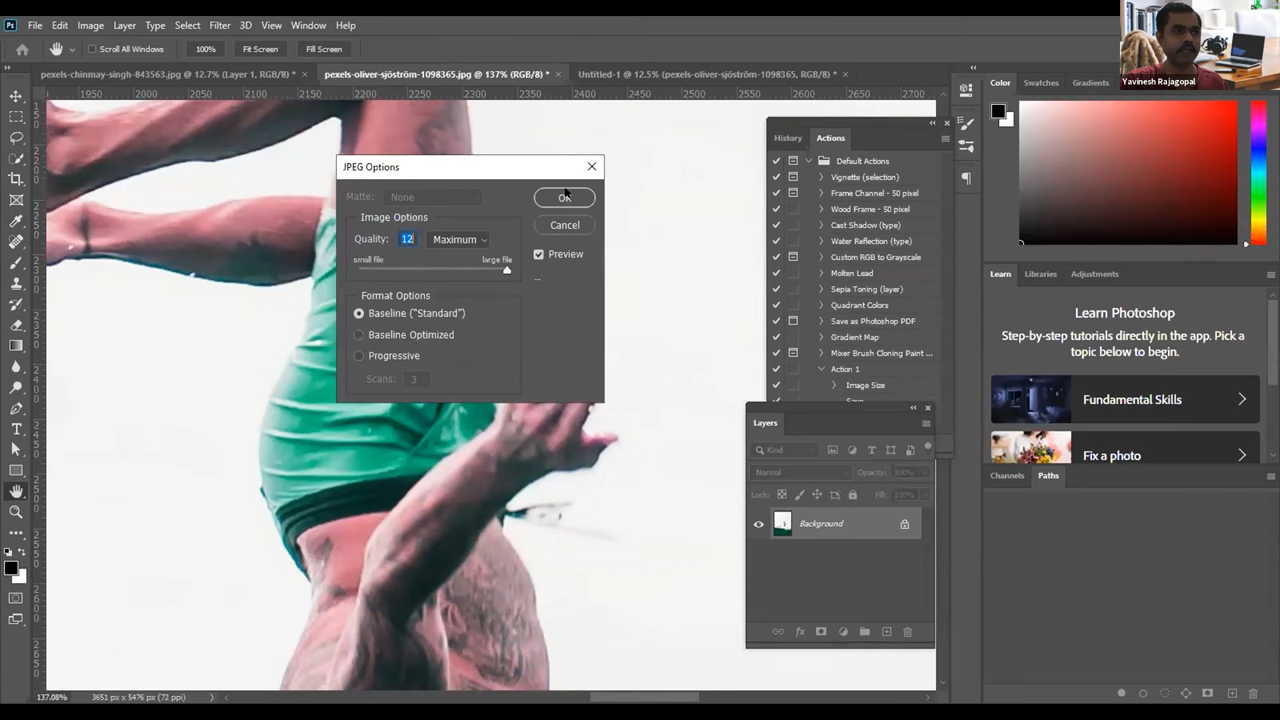 Ps File Edit Image Layer Type Select Filter 3D View Window Help
Scroll All Windows 100% Fit Screen Fill Screen
Yavinesh Rajagopal
pexels-chinmay-singh-843563.jpg @ 12.7% (Layer 1, RGB/8) * ×
pexels-oliver-sjöström-1098365.jpg @ 137% (RGB/8) * ×
Untitled-1 @ 12.5% (pexels-oliver-sjöström-1098365, RGB/8) * ×
1950 2000 2050 2100 2150 2200 2250 2300 2350 2400 2450 2500 2550 2600 2650 2700
JPEG Options
Matte: None
OK
Image Options
Cancel
Quality: 12 Maximum
Preview
small file large file
--
Format Options
Baseline ("Standard")
Baseline Optimized
Progressive
Scans: 3
History Actions
Default Actions
Vignette (selection)
Frame Channel - 50 pixel
Wood Frame - 50 pixel
Cast Shadow (type)
Water Reflection (type)
Custom RGB to Grayscale
Molten Lead
Sepia Toning (layer)
Quadrant Colors
Save as Photoshop PDF
Gradient Map
Mixer Brush Cloning Paint ...
Action 1
Image Size
Save
Layers
Kind
Normal Opacity: 100%
Lock: Fill: 100%
Background
Color Swatches Gradients
Learn Libraries Adjustments
Learn Photoshop
Step-by-step tutorials directly in the app. Pick a
topic below to begin.
Fundamental Skills
Fix a photo
Channels Paths
137.08% 3651 px x 5476 px (72 ppi)